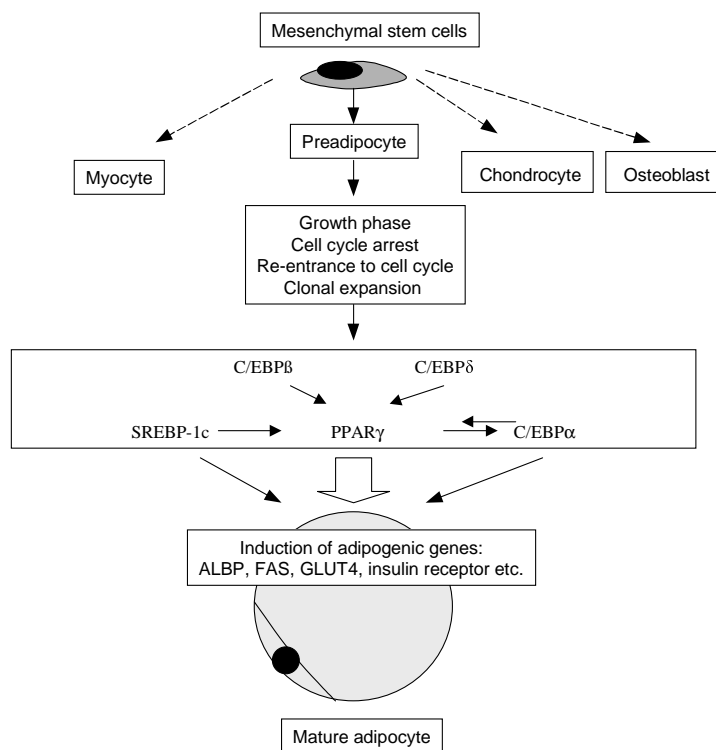 Mesenchymal stem cells
Preadipocyte
Myocyte
Chondrocyte
Osteoblast
Growth phase
Cell cycle arrest
Re-entrance to cell cycle
Clonal expansion
C/EBPß
C/EBPδ
SREBP-1c
PPARγ
C/EBPα
Induction of adipogenic genes:
ALBP, FAS, GLUT4, insulin receptor etc.
Mature adipocyte